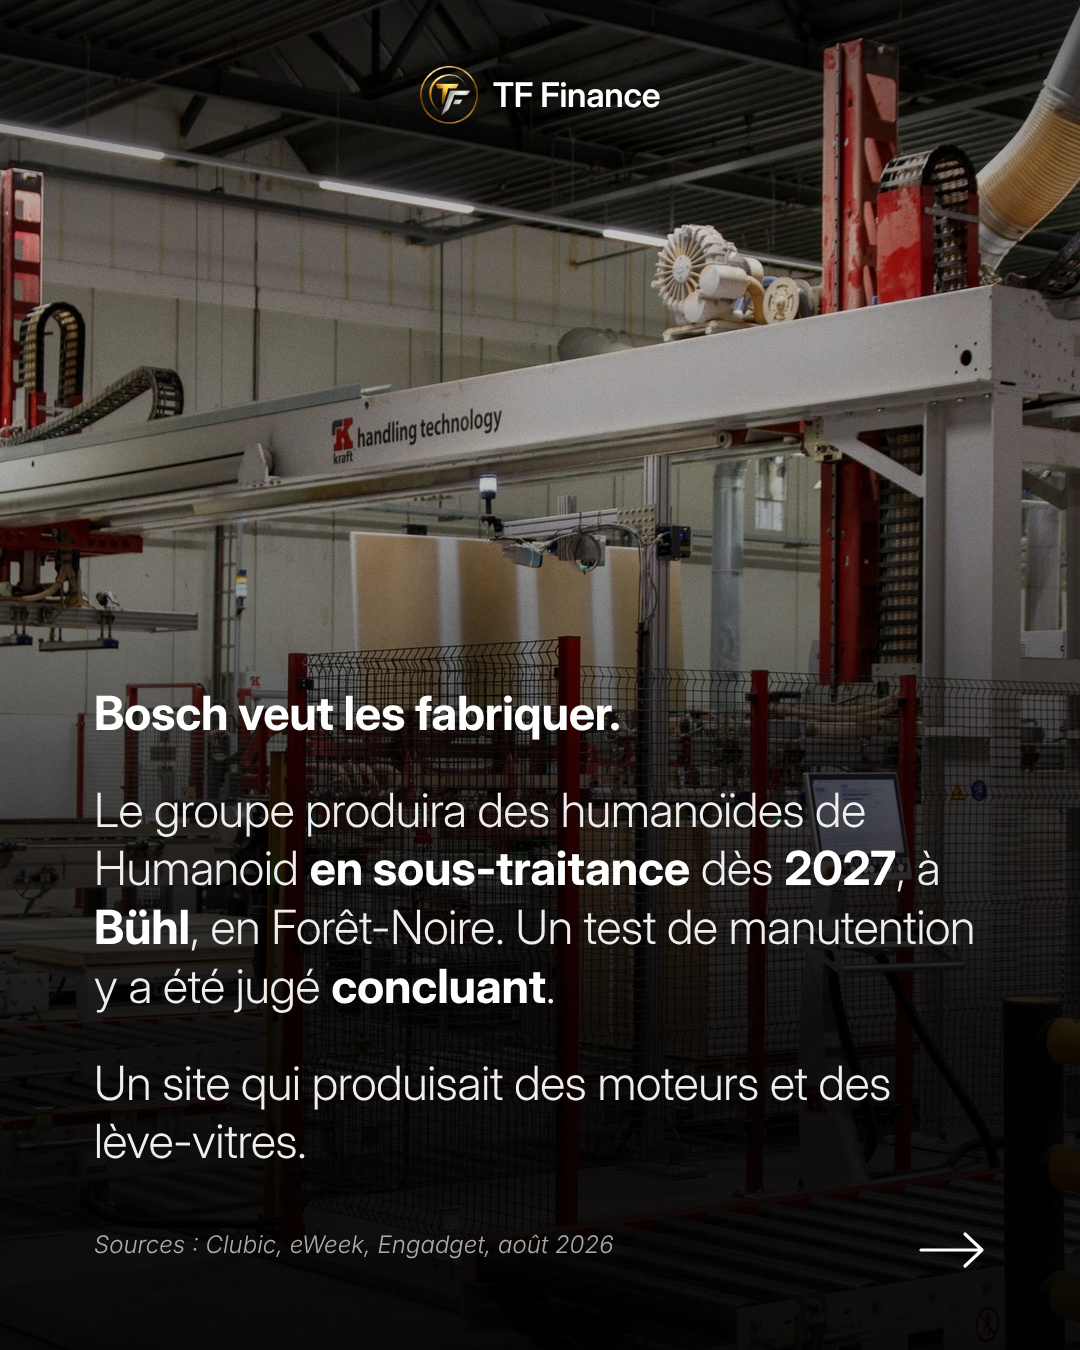 TF TF Finance
K handling technology
kraft
Bosch veut les fabriquer.
Le groupe produira des humanoïdes de
Humanoid en sous-traitance dès 2027, à
Bühl, en Forêt-Noire. Un test de manutention
y a été jugé concluant.
Un site qui produisait des moteurs et des
lève-vitres.
Sources : Clubic, eWeek, Engadget, août 2026